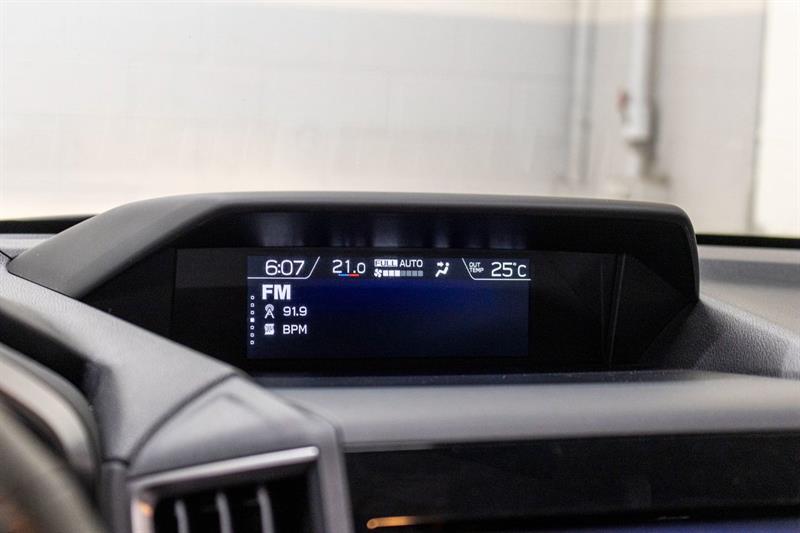 6:07 21.0 FULL AUTO OUT TEMP 25°C
FM
91.9
BPM